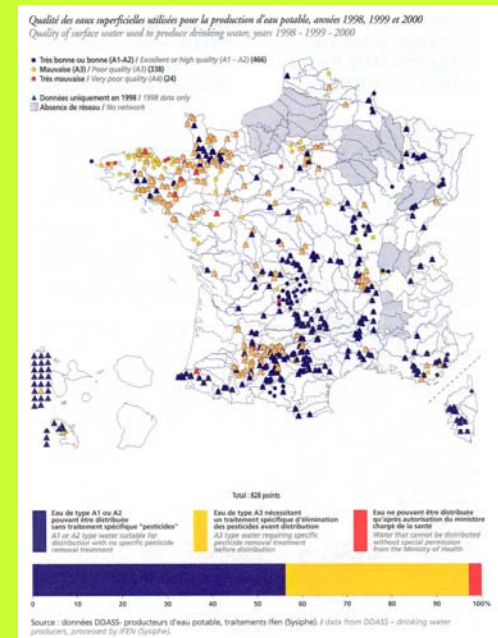 Qualité des eaux superficielles utilisées pour la production d'eau potable, années 1998, 1999 et 2000
Quality of surface water used to produce drinking water, years 1998 - 1999 - 2000
Très bonne ou bonne (A1-A2) / Excellent or high quality (A1 – A2) (466)
Mauvaise (A3) / Poor quality (A3) (338)
Très mauvaise / Very poor quality (A4) (24)
Données uniquement en 1998 / 1998 data only
Absence de réseau / No network
Total : 828 points
Eau de type A1 ou A2
pouvant être distribuée
sans traitement spécifique "pesticides"
A1 or A2 type water suitable for
distribution with no specific pesticide
removal treatment
Eau de type A3 nécessitant
un traitement spécifique d'élimination
des pesticides avant distribution
A3 type water requiring specific
pesticide removal treatment
before distribution
Eau ne pouvant être distribuée
qu'après autorisation du ministère
chargé de la santé
Water that cannot be distributed
without special permission
from the Ministry of Health
0 10 20 30 40 50 60 70 80 90 100%
Source : données DDASS- producteurs d'eau potable, traitements Ifen (Sysiphe). / data from DDASS – drinking water
producers, processed by IFEN (Sysiphe).